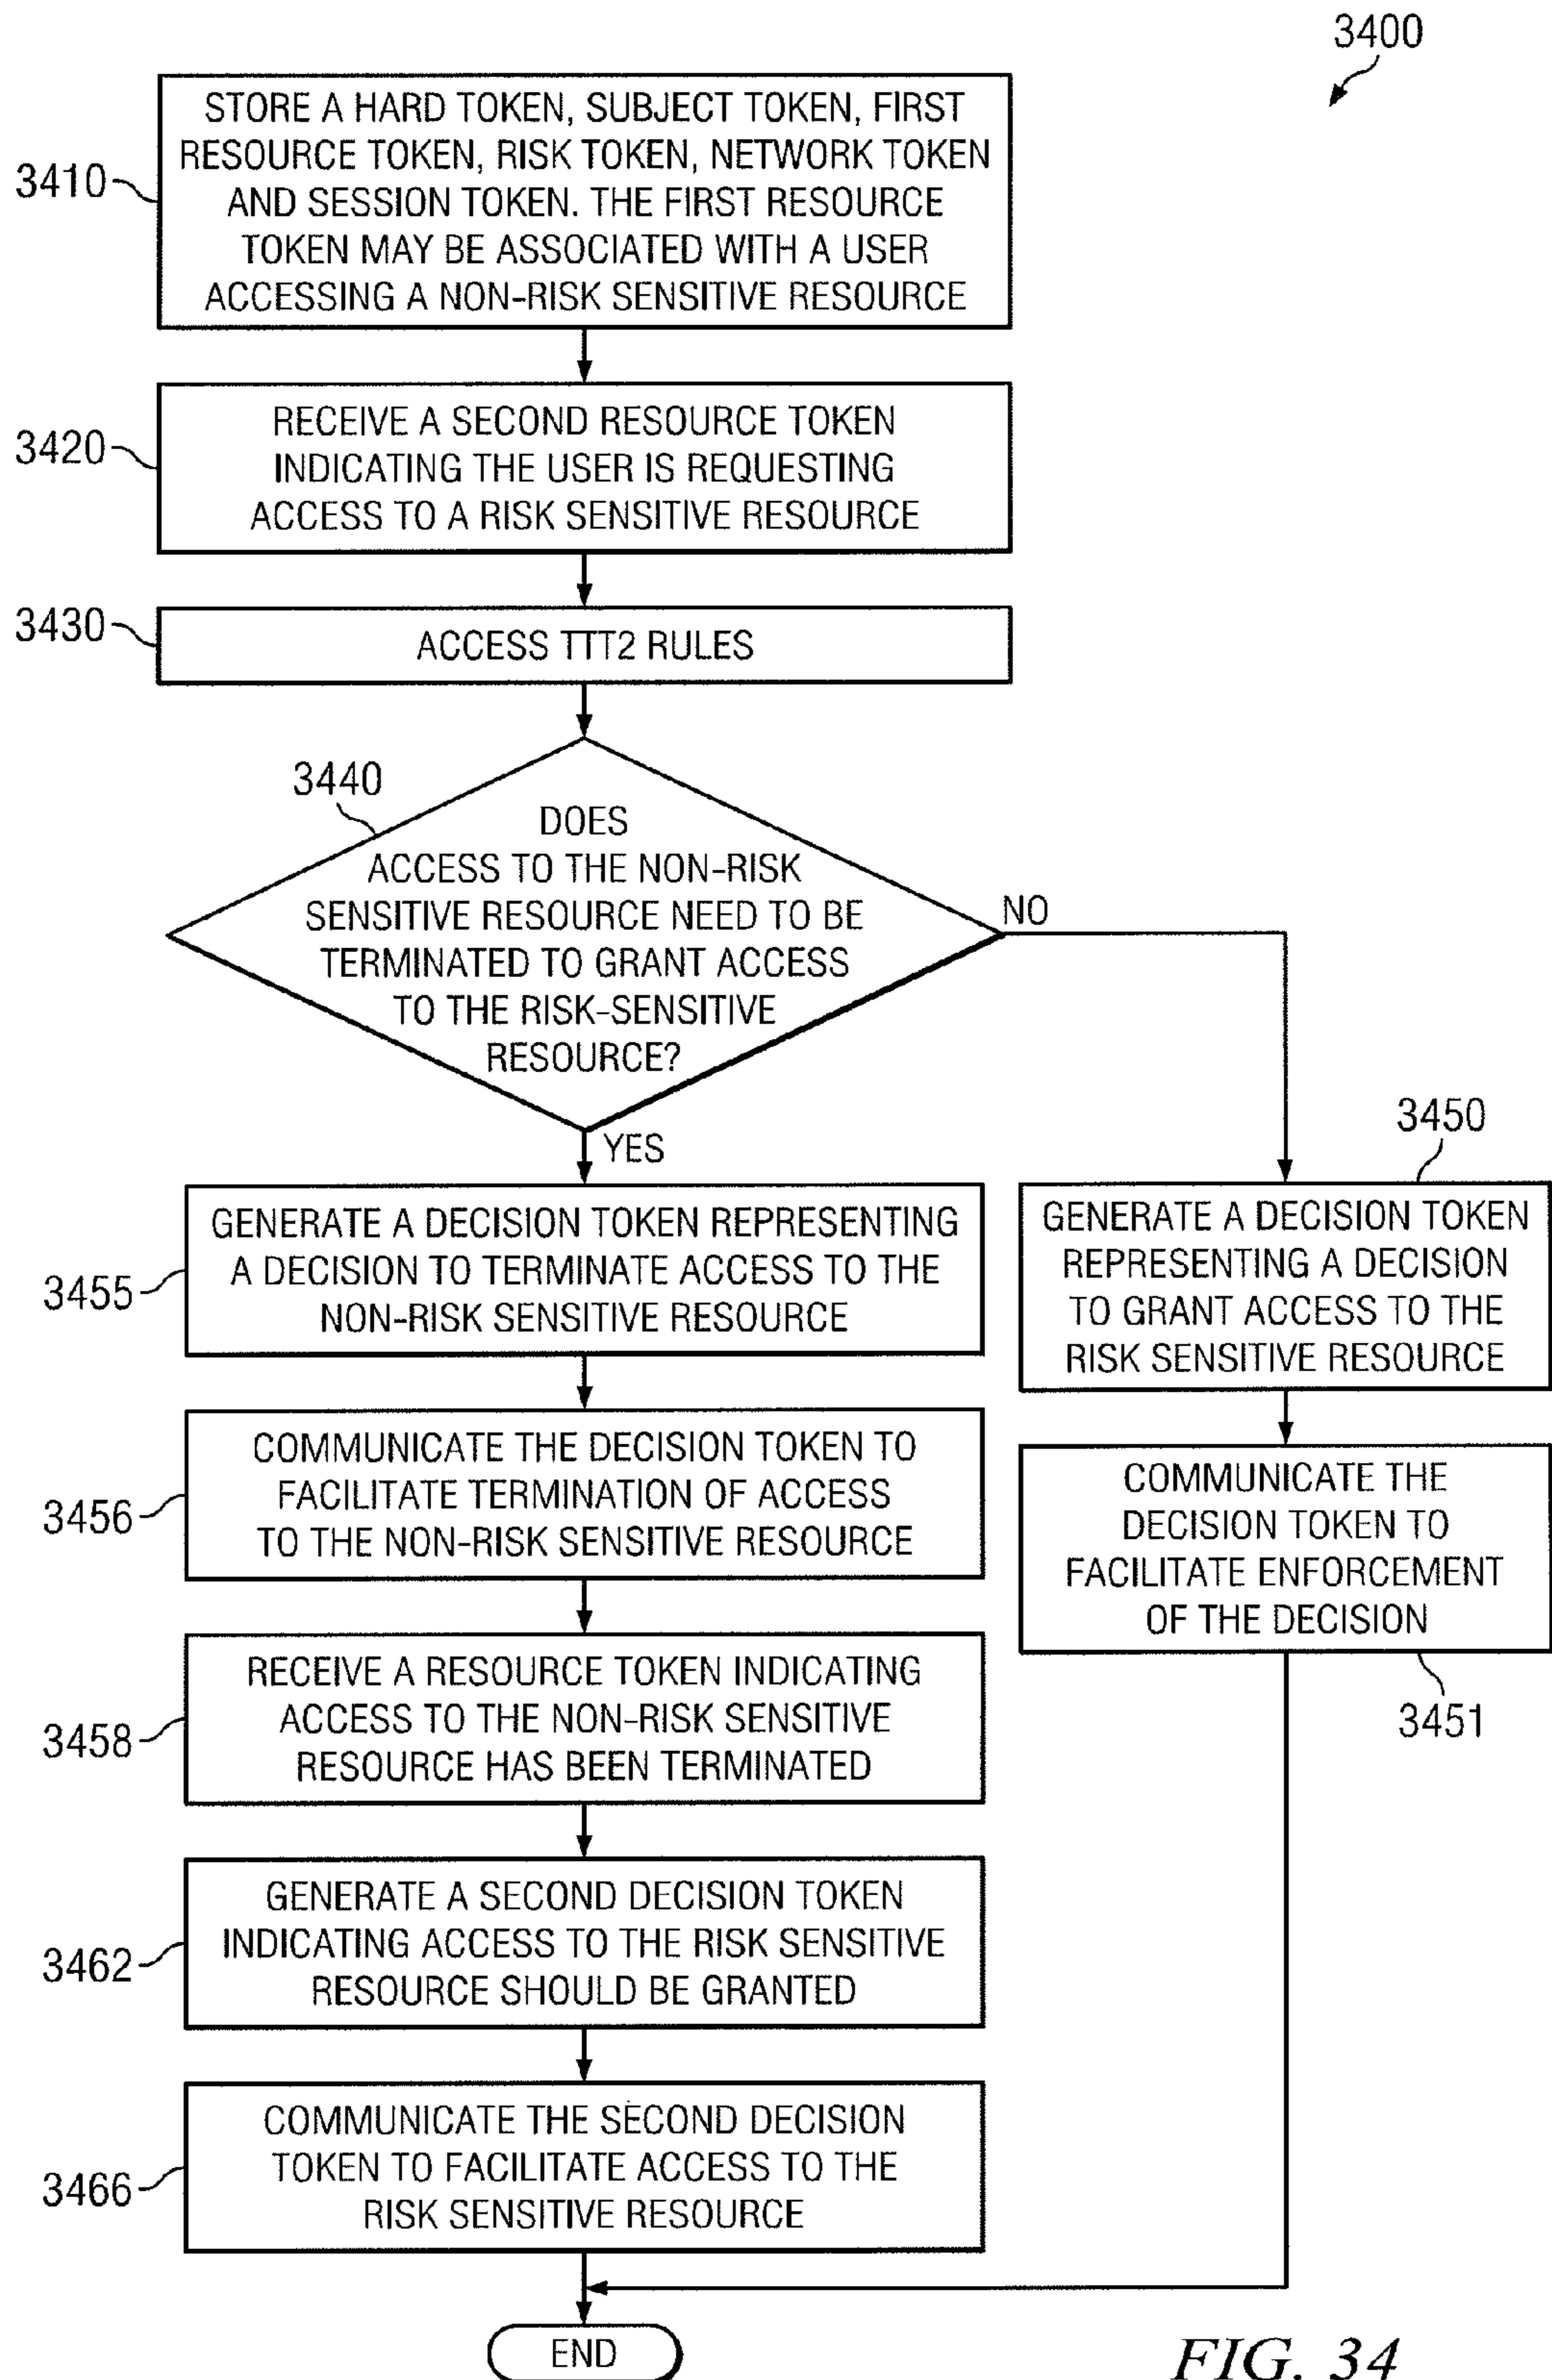 3400
STORE A HARD TOKEN, SUBJECT TOKEN, FIRST
RESOURCE TOKEN, RISK TOKEN, NETWORK TOKEN
AND SESSION TOKEN. THE FIRST RESOURCE
TOKEN MAY BE ASSOCIATED WITH A USER
ACCESSING A NON-RISK SENSITIVE RESOURCE
3410
RECEIVE A SECOND RESOURCE TOKEN
INDICATING THE USER IS REQUESTING
ACCESS TO A RISK SENSITIVE RESOURCE
3420
3430
ACCESS TTT2 RULES
3440
DOES
ACCESS TO THE NON-RISK
SENSITIVE RESOURCE NEED TO BE
TERMINATED TO GRANT ACCESS
TO THE RISK-SENSITIVE
RESOURCE?
NO
YES
3455
GENERATE A DECISION TOKEN REPRESENTING
A DECISION TO TERMINATE ACCESS TO THE
NON-RISK SENSITIVE RESOURCE
3450
GENERATE A DECISION TOKEN
REPRESENTING A DECISION
TO GRANT ACCESS TO THE
RISK SENSITIVE RESOURCE
3456
COMMUNICATE THE DECISION TOKEN TO
FACILITATE TERMINATION OF ACCESS
TO THE NON-RISK SENSITIVE RESOURCE
COMMUNICATE THE
DECISION TOKEN TO
FACILITATE ENFORCEMENT
OF THE DECISION
3451
3458
RECEIVE A RESOURCE TOKEN INDICATING
ACCESS TO THE NON-RISK SENSITIVE
RESOURCE HAS BEEN TERMINATED
3462
GENERATE A SECOND DECISION TOKEN
INDICATING ACCESS TO THE RISK SENSITIVE
RESOURCE SHOULD BE GRANTED
3466
COMMUNICATE THE SECOND DECISION
TOKEN TO FACILITATE ACCESS TO THE
RISK SENSITIVE RESOURCE
END
FIG. 34